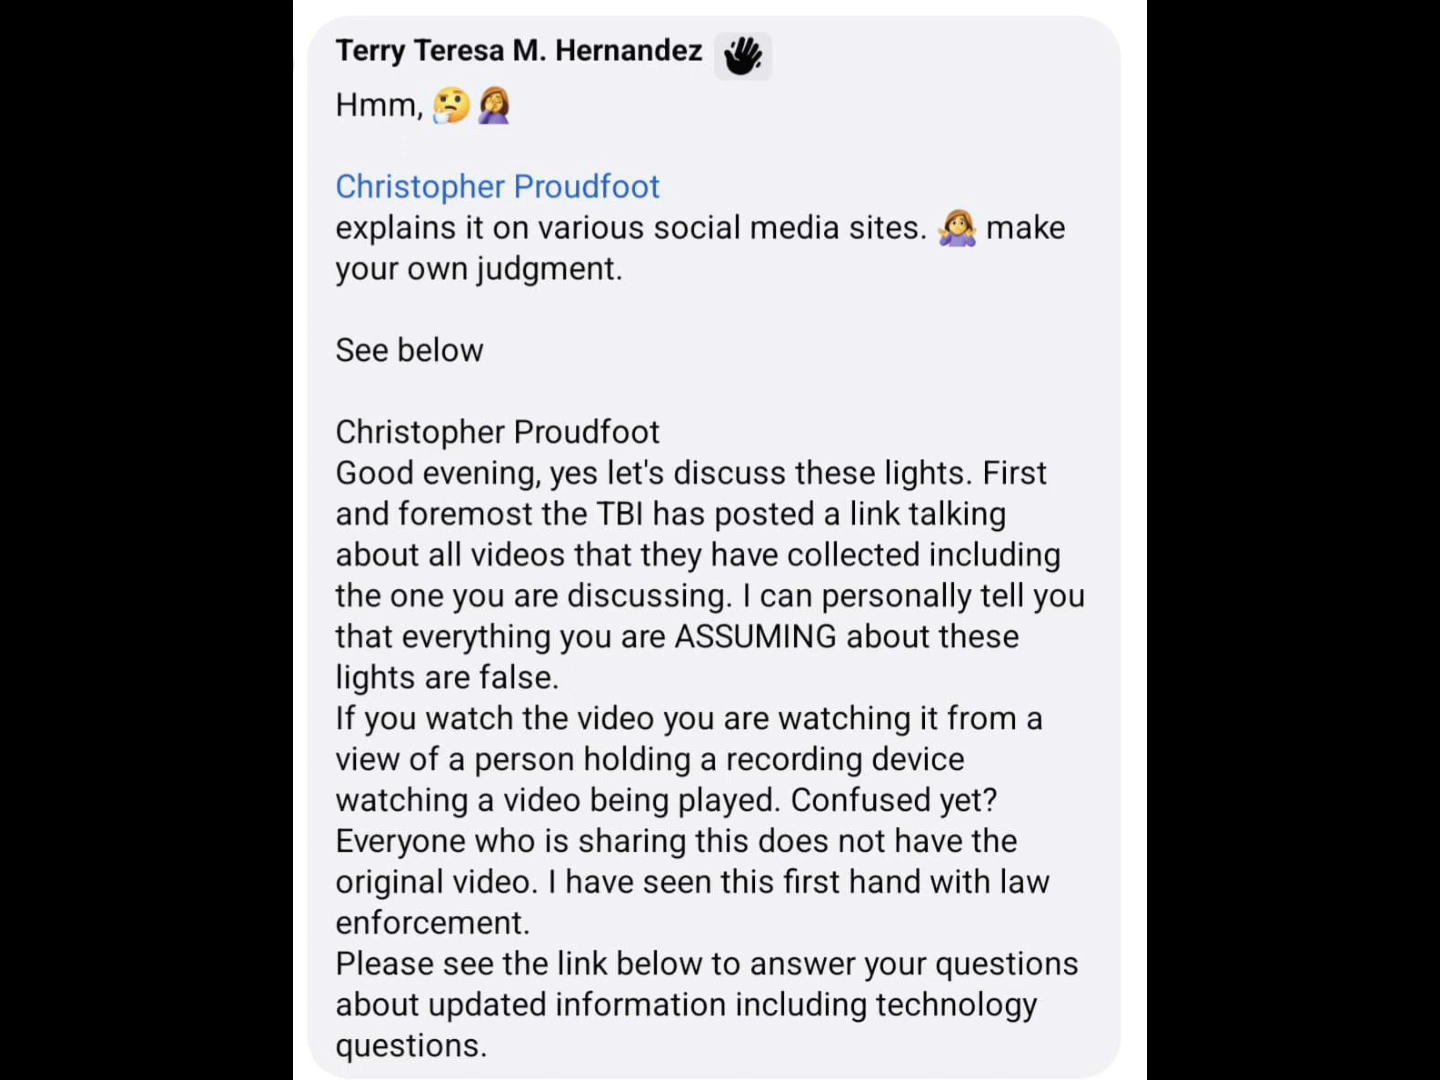 Terry Teresa M. Hernandez
Hmm, 🤔🤦‍♀️
Christopher Proudfoot
explains it on various social media sites. 🤷‍♀️ make
your own judgment.
See below
Christopher Proudfoot
Good evening, yes let's discuss these lights. First
and foremost the TBI has posted a link talking
about all videos that they have collected including
the one you are discussing. I can personally tell you
that everything you are ASSUMING about these
lights are false.
If you watch the video you are watching it from a
view of a person holding a recording device
watching a video being played. Confused yet?
Everyone who is sharing this does not have the
original video. I have seen this first hand with law
enforcement.
Please see the link below to answer your questions
about updated information including technology
questions.